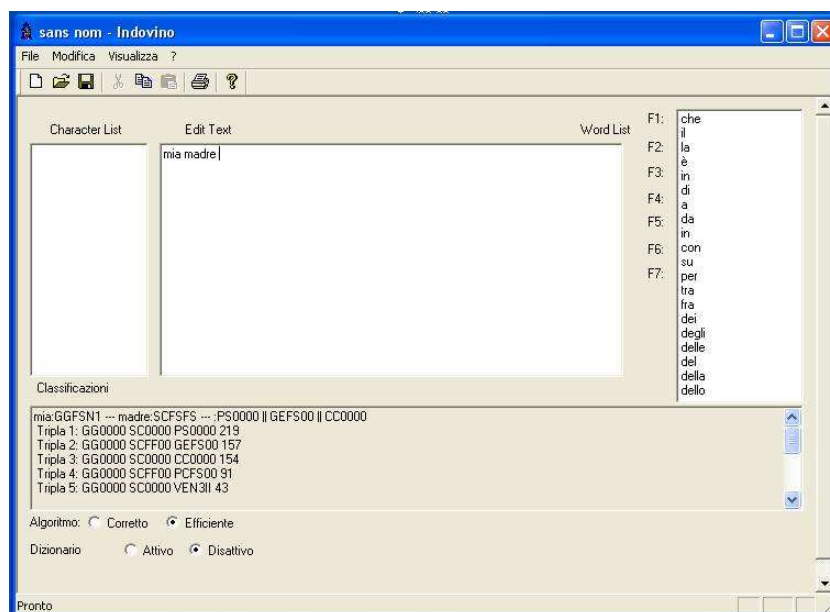 sans nom - Indovino
File Modifica Visualizza ?
Character List
Edit Text
Word List
mia madre
F1:
F2:
F3:
F4:
F5:
F6:
F7:
che
il
la
è
in
di
a
da
in
con
su
per
tra
fra
dei
degli
delle
del
della
dello
Classificazioni
mia:GGFSN1 --- madre:SCFSFS --- :PS0000 || GEFS00 || CC0000
Tripla 1: GG0000 SC0000 PS0000 219
Tripla 2: GG0000 SCFF00 GEFS00 157
Tripla 3: GG0000 SC0000 CC0000 154
Tripla 4: GG0000 SCFF00 PCFS00 91
Tripla 5: GG0000 SC0000 VEN3II 43
Algoritmo: Corretto Efficiente
Dizionario Attivo Disattivo
Pronto